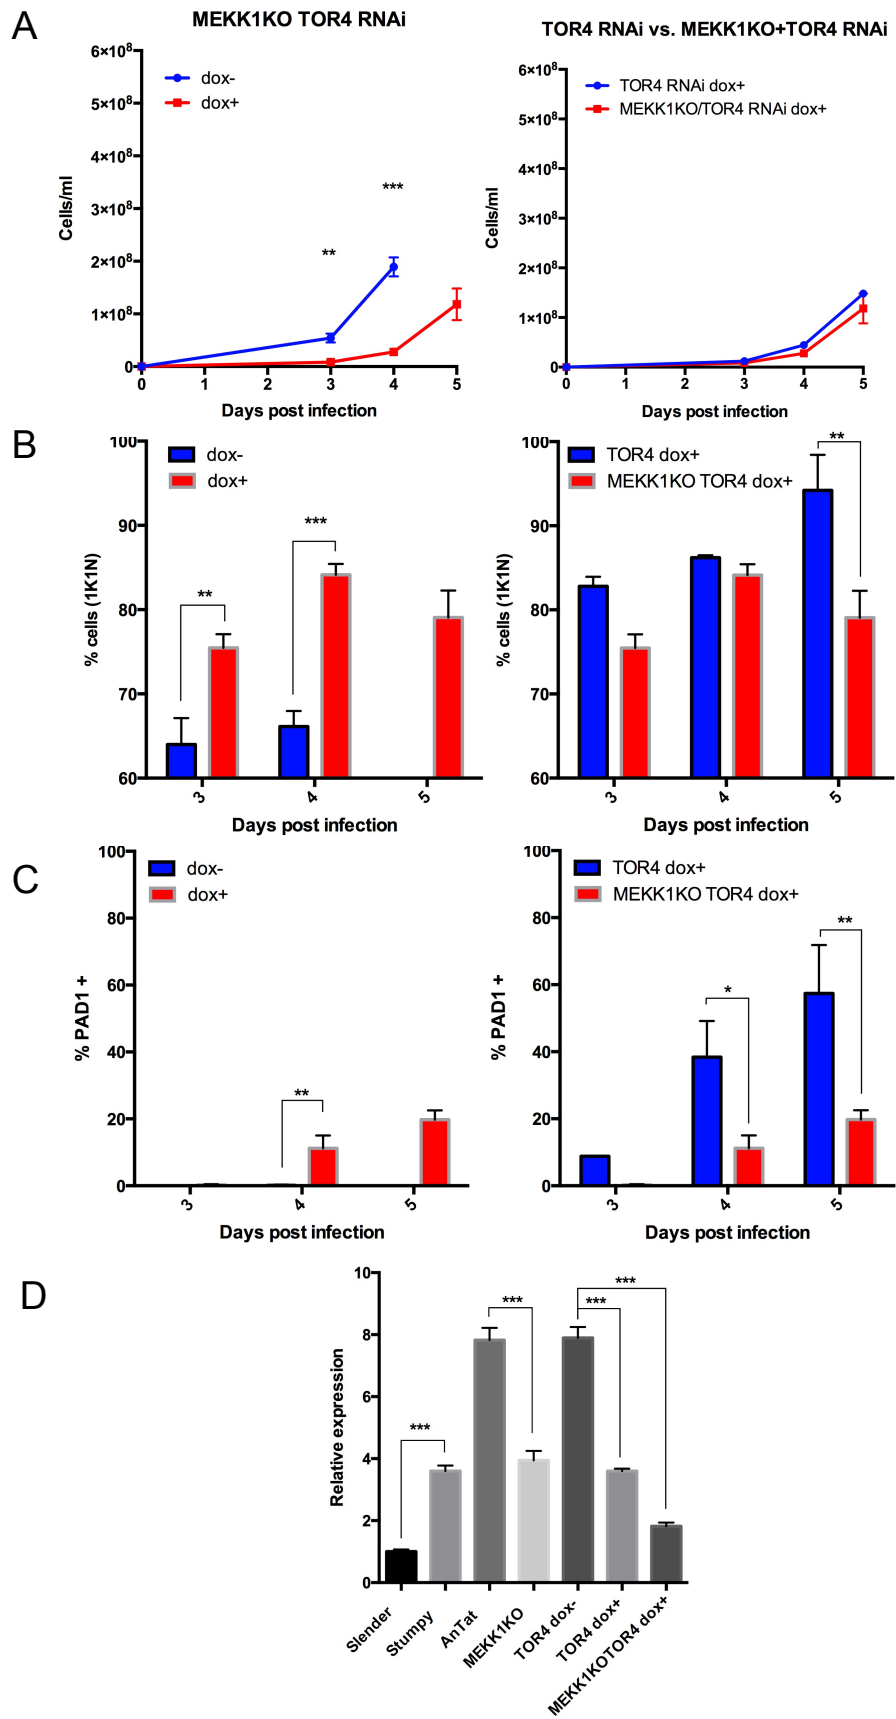 A
MEKK1KO TOR4 RNAi
6×10⁸
5×10⁸
4×10⁸
3×10⁸
2×10⁸
1×10⁸
0
Cells/ml
dox-
dox+
**
***
0 1 2 3 4 5
Days post infection
TOR4 RNAi vs. MEKK1KO+TOR4 RNAi
6×10⁸
5×10⁸
4×10⁸
3×10⁸
2×10⁸
1×10⁸
0
Cells/ml
TOR4 RNAi dox+
MEKK1KO/TOR4 RNAi dox+
0 1 2 3 4 5
Days post infection
B
100
90
80
70
60
% cells (1K1N)
dox-
dox+
**
***
3 4 5
Days post infection
100
90
80
70
60
% cells (1K1N)
TOR4 dox+
MEKK1KO TOR4 dox+
**
3 4 5
Days post infection
C
100
80
60
40
20
0
% PAD1 +
dox-
dox+
**
3 4 5
Days post infection
100
80
60
40
20
0
% PAD1 +
TOR4 dox+
MEKK1KO TOR4 dox+
*
**
3 4 5
Days post infection
D
10
8
6
4
2
0
Relative expression
***
***
***
***
Slender
Stumpy
AnTat
MEKK1KO
TOR4 dox-
TOR4 dox+
MEKK1KOTOR4 dox+